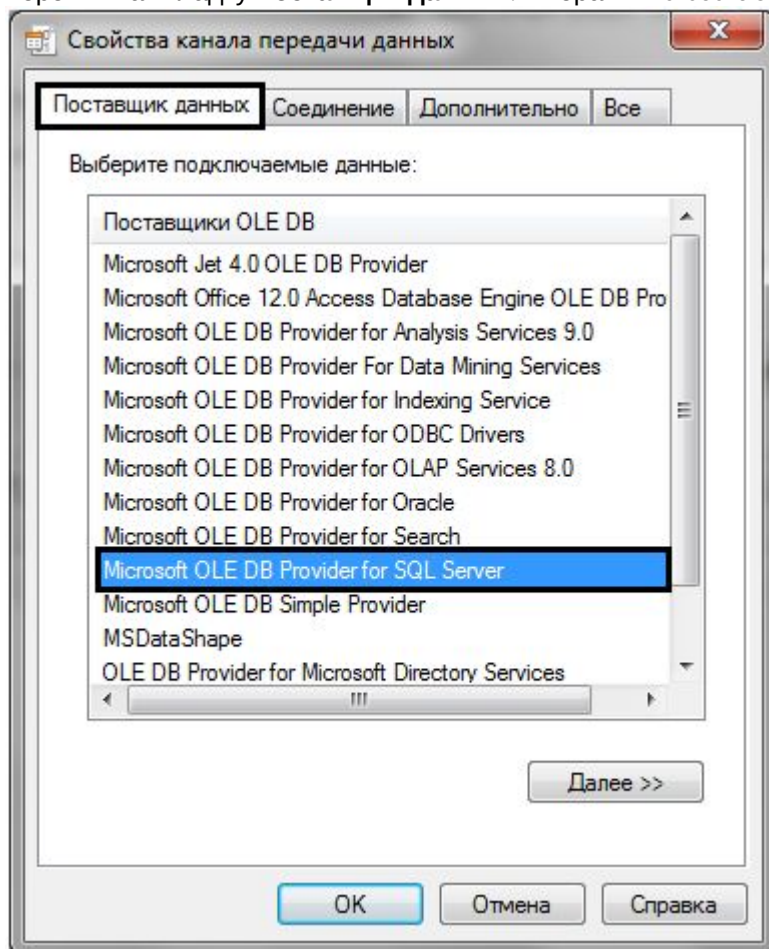 Свойства канала передачи данных
Поставщик данных Соединение Дополнительно Все
Выберите подключаемые данные:
Поставщики OLE DB
Microsoft Jet 4.0 OLE DB Provider
Microsoft Office 12.0 Access Database Engine OLE DB Pro
Microsoft OLE DB Provider for Analysis Services 9.0
Microsoft OLE DB Provider For Data Mining Services
Microsoft OLE DB Provider for Indexing Service
Microsoft OLE DB Provider for ODBC Drivers
Microsoft OLE DB Provider for OLAP Services 8.0
Microsoft OLE DB Provider for Oracle
Microsoft OLE DB Provider for Search
Microsoft OLE DB Provider for SQL Server
Microsoft OLE DB Simple Provider
MSDataShape
OLE DB Provider for Microsoft Directory Services
Далее >>
OK Отмена Справка